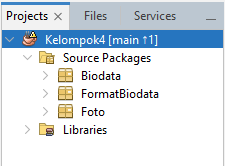 Projects × Files Services
Kelompok4 [main ↑1]
Source Packages
Biodata
FormatBiodata
Foto
Libraries